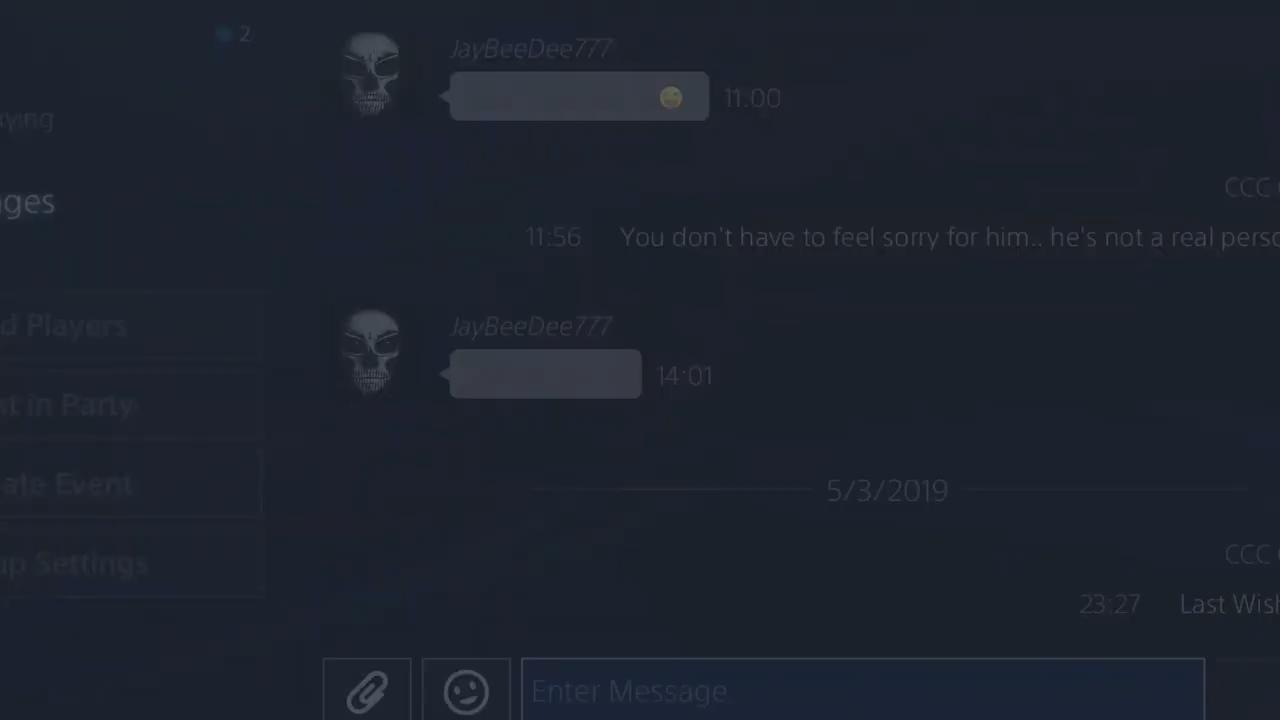 2
JayBeeDee777
11:00
aying
CCC
ages
11:56
You don't have to feel sorry for him.. he's not a real perso
d Players
JayBeeDee777
14:01
st in Party
ate Event
5/3/2019
up Settings
CCC
23:27
Last Wish
Enter Message